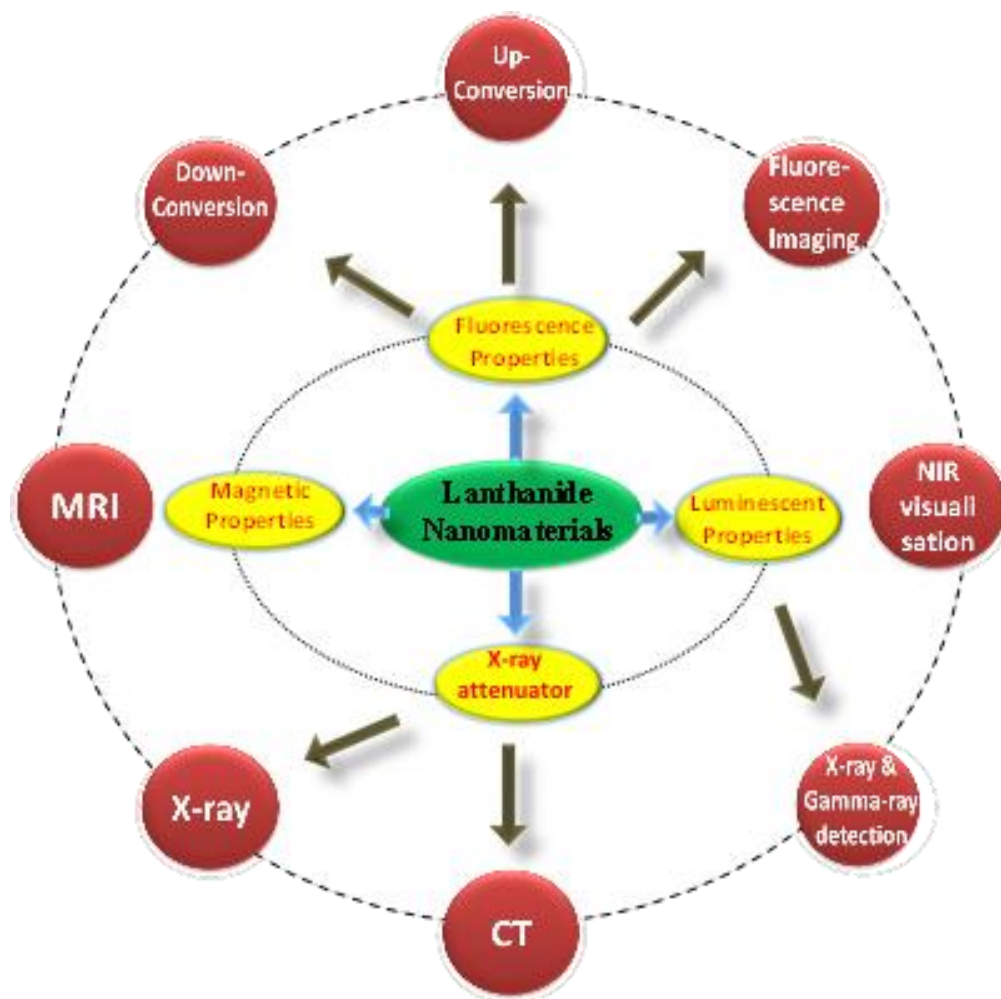 Up-
Conversion
Down-
Conversion
Fluore-
scence
Imaging
Fluorescence
Properties
MRI
Magnetic
Properties
Lanthanide
Nanomaterials
Luminescent
Properties
NIR
visuali
sation
X-ray
attenuator
X-ray
X-ray &
Gamma-ray
detection
CT